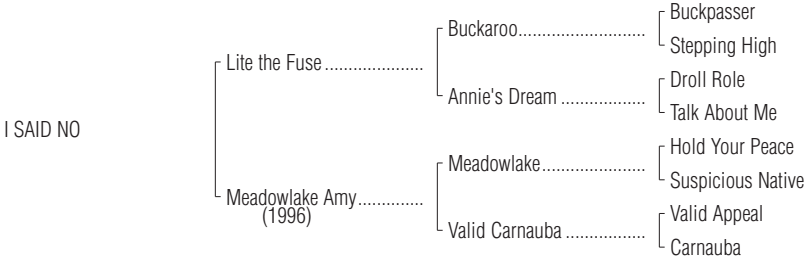 Buckpasser
Buckaroo..............................
Stepping High
Lite the Fuse.......................
Droll Role
Annie's Dream ....................
Talk About Me
I SAID NO
Hold Your Peace
Meadowlake.........................
Suspicious Native
Meadowlake Amy...............
(1996)
Valid Appeal
Valid Carnauba ...................
Carnauba